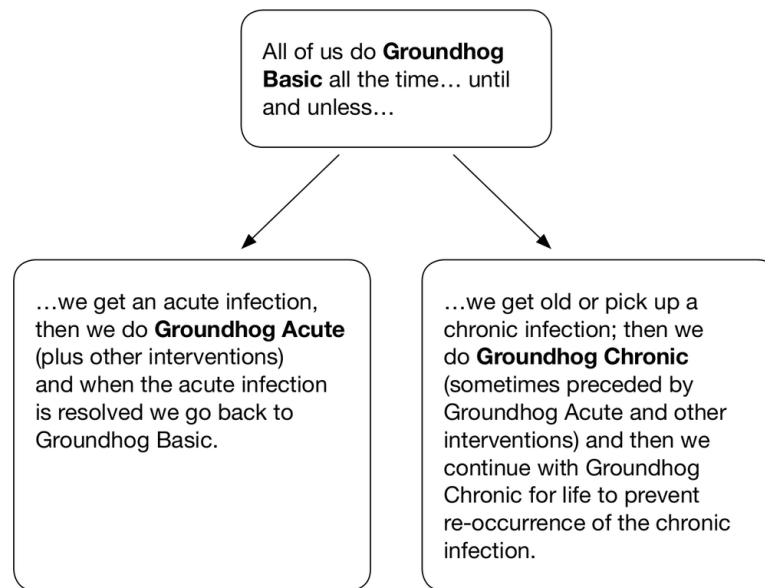 All of us do Groundhog
Basic all the time… until
and unless…
…we get an acute infection,
then we do Groundhog Acute
(plus other interventions)
and when the acute infection
is resolved we go back to
Groundhog Basic.
…we get old or pick up a
chronic infection; then we
do Groundhog Chronic
(sometimes preceded by
Groundhog Acute and other
interventions) and then we
continue with Groundhog
Chronic for life to prevent
re-occurrence of the chronic
infection.